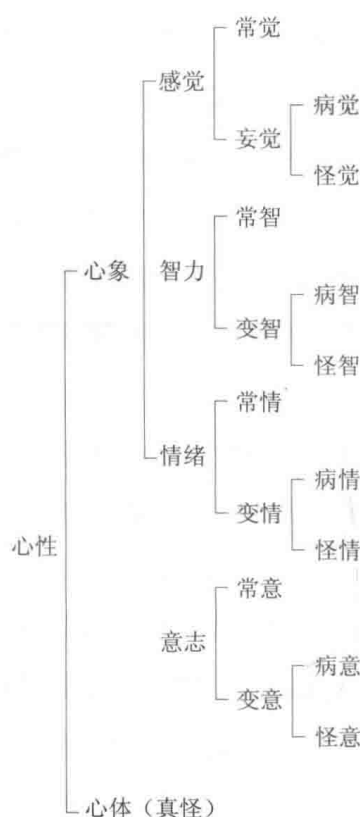 常觉
感觉
病觉
妄觉
怪觉
常智
心象
智力
病智
变智
怪智
常情
情绪
病情
变情
心性
怪情
常意
意志
病意
变意
怪意
心体（真怪）